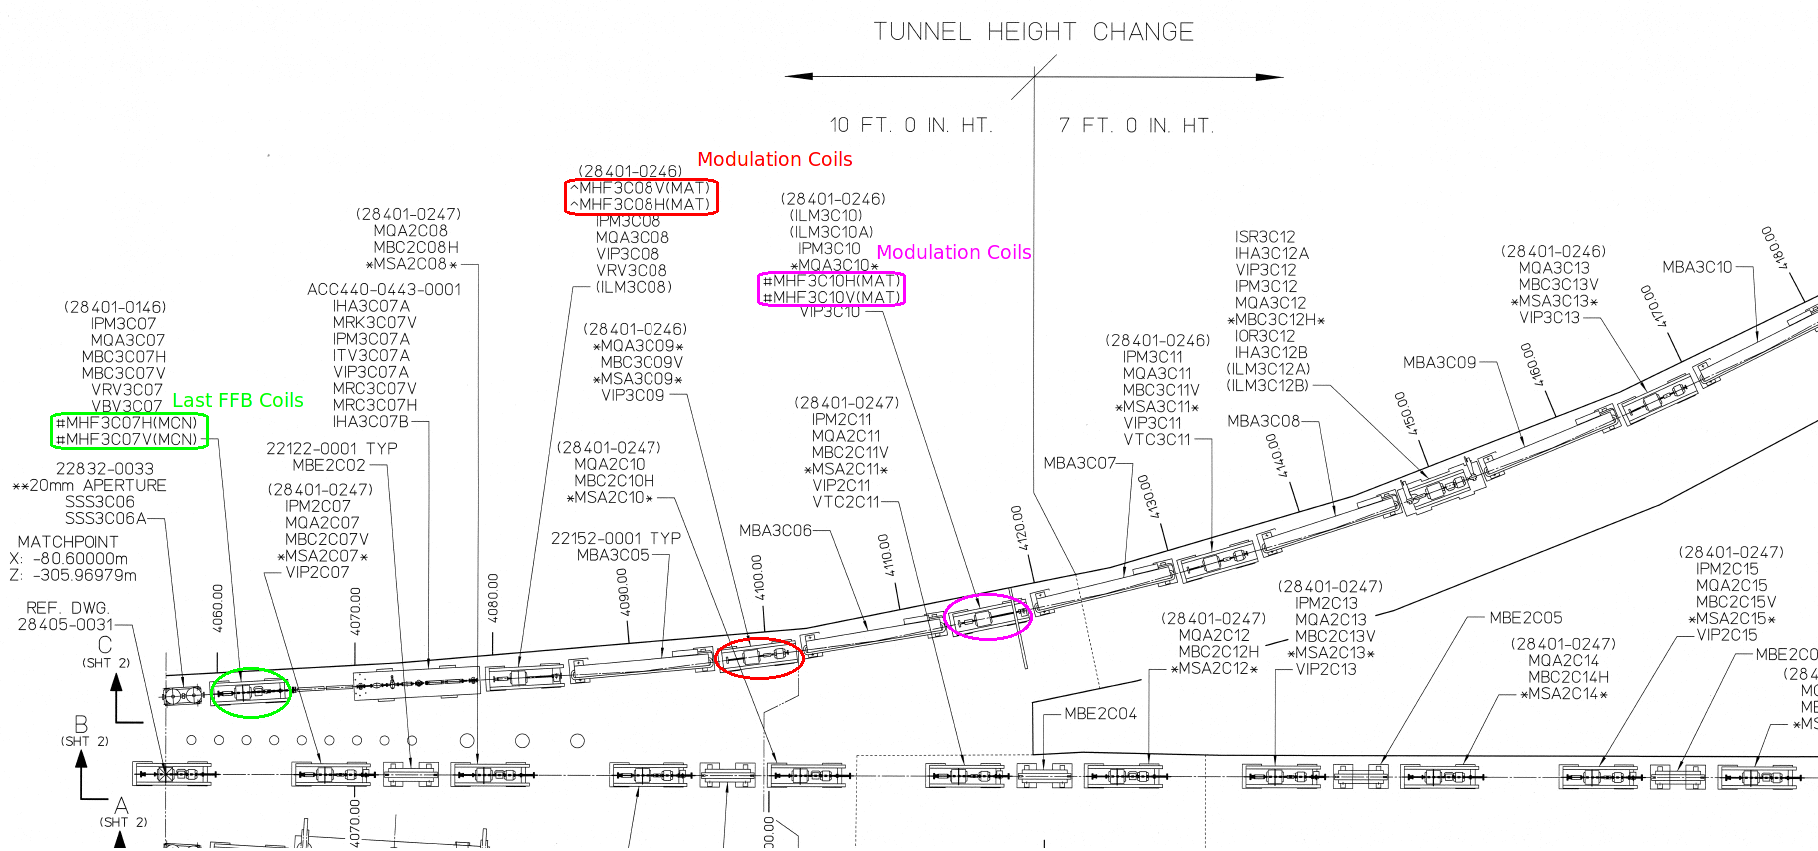 TUNNEL HEIGHT CHANGE
10 FT. 0 IN. HT.
7 FT. 0 IN. HT.
Modulation Coils
(28401-0246)
^MHF3C08V(MAT)
^MHF3C08H(MAT)
IPM3C08
MQA3C08
VIP3C08
VRV3C08
(ILM3C08)
(28401-0246)
(ILM3C10)
(ILM3C10A)
IPM3C10
*MQA3C10*
Modulation Coils
#MHF3C10H(MAT)
#MHF3C10V(MAT)
VIP3C10
(28401-0247)
MQA2C08
MBC2C08H
*MSA2C08*
ACC440-0443-0001
IHA3C07A
MRK3C07V
IPM3C07A
ITV3C07A
VIP3C07A
MRC3C07V
MRC3C07H
IHA3C07B
(28401-0146)
IPM3C07
MQA3C07
MBC3C07H
MBC3C07V
VRV3C07
VBV3C07
Last FFB Coils
#MHF3C07H(MCN)
#MHF3C07V(MCN)
22832-0033
**20mm APERTURE
SSS3C06
SSS3C06A
MATCHPOINT
X: -80.60000m
Z: -305.96979m
REF. DWG.
28405-0031
22122-0001 TYP
MBE2C02
(28401-0247)
IPM2C07
MQA2C07
MBC2C07V
*MSA2C07*
VIP2C07
(28401-0246)
*MQA3C09*
MBC3C09V
*MSA3C09*
VIP3C09
(28401-0247)
MQA2C10
MBC2C10H
*MSA2C10*
22152-0001 TYP
MBA3C05
MBA3C06
(28401-0247)
IPM2C11
MQA2C11
MBC2C11V
*MSA2C11*
VIP2C11
VTC2C11
(28401-0246)
IPM3C11
MQA3C11
MBC3C11V
*MSA3C11*
VIP3C11
VTC3C11
MBA3C07
ISR3C12
IHA3C12A
VIP3C12
IPM3C12
MQA3C12
*MBC3C12H*
IOR3C12
IHA3C12B
(ILM3C12A)
(ILM3C12B)
MBA3C08
MBA3C09
(28401-0246)
MQA3C13
MBC3C13V
*MSA3C13*
VIP3C13
MBA3C10
4060.00
4070.00
4080.00
4090.00
4100.00
4110.00
4120.00
4130.00
4140.00
4150.00
4160.00
4170.00
4180.00
C
(SHT 2)
B
(SHT 2)
A
(SHT 2)
MBE2C04
(28401-0247)
MQA2C12
MBC2C12H
*MSA2C12*
(28401-0247)
IPM2C13
MQA2C13
MBC2C13V
*MSA2C13*
VIP2C13
MBE2C05
(28401-0247)
MQA2C14
MBC2C14H
*MSA2C14*
(28401-0247)
IPM2C15
MQA2C15
MBC2C15V
*MSA2C15*
VIP2C15
4070.00